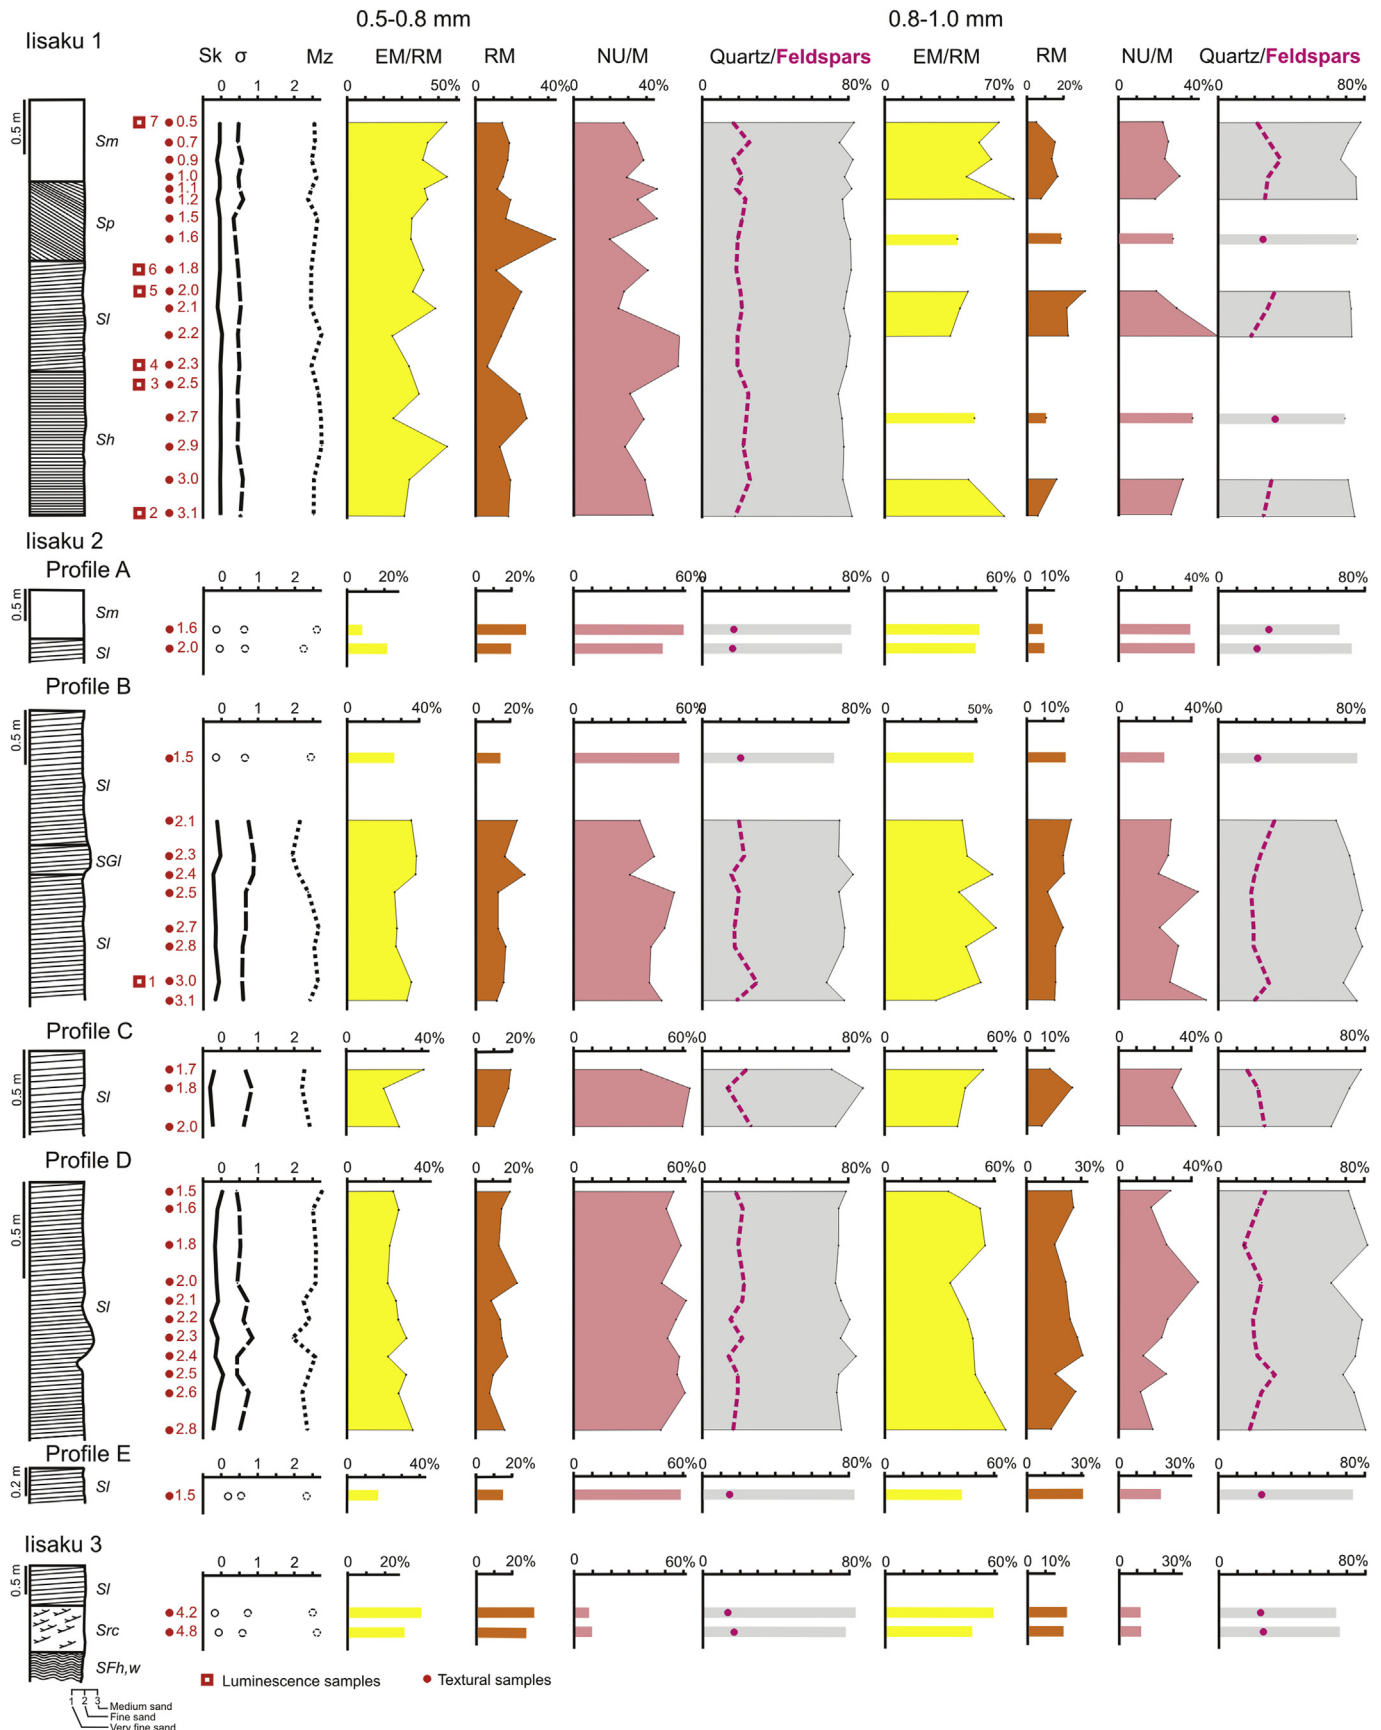 0.5-0.8 mm 0.8-1.0 mm
Iisaku 1
Sk σ Mz EM/RM RM NU/M Quartz/Feldspars EM/RM RM NU/M Quartz/Feldspars
0 1 2 0 50% 0 40% 0 40% 0 80% 0 70% 0 20% 0 40% 0 80%
0.5 m
7 0.5
Sm 0.7
0.9
1.0
1.1
1.2
Sp 1.5
1.6
6 1.8
5 2.0
Sl 2.1
2.2
4 2.3
3 2.5
2.7
Sh 2.9
3.0
2 3.1
Iisaku 2
Profile A
0 1 2 0 20% 0 20% 0 60% 0 80% 0 60% 0 10% 0 40% 0 80%
0.5 m
Sm
1.6
Sl 2.0
Profile B
0 1 2 0 40% 0 20% 0 60% 0 80% 0 50% 0 10% 0 40% 0 80%
0.5 m
1.5
Sl
2.1
SGl 2.3
2.4
2.5
2.7
Sl 2.8
1 3.0
3.1
Profile C
0 1 2 0 40% 0 20% 0 60% 0 80% 0 60% 0 10% 0 40% 0 80%
0.5 m
1.7
Sl 1.8
2.0
Profile D
0 1 2 0 40% 0 20% 0 60% 0 80% 0 60% 0 30% 0 40% 0 80%
0.5 m
1.5
1.6
1.8
2.0
Sl 2.1
2.2
2.3
2.4
2.5
2.6
2.8
Profile E
0 1 2 0 40% 0 20% 0 60% 0 80% 0 60% 0 30% 0 40% 0 80%
0.2 m
Sl 1.5
Iisaku 3
0 1 2 0 20% 0 20% 0 60% 0 80% 0 60% 0 10% 0 30% 0 80%
0.5 m
Sl
4.2
Src 4.8
SFh,w
Luminescence samples Textural samples
1 2 3
Medium sand
Fine sand
Very fine sand